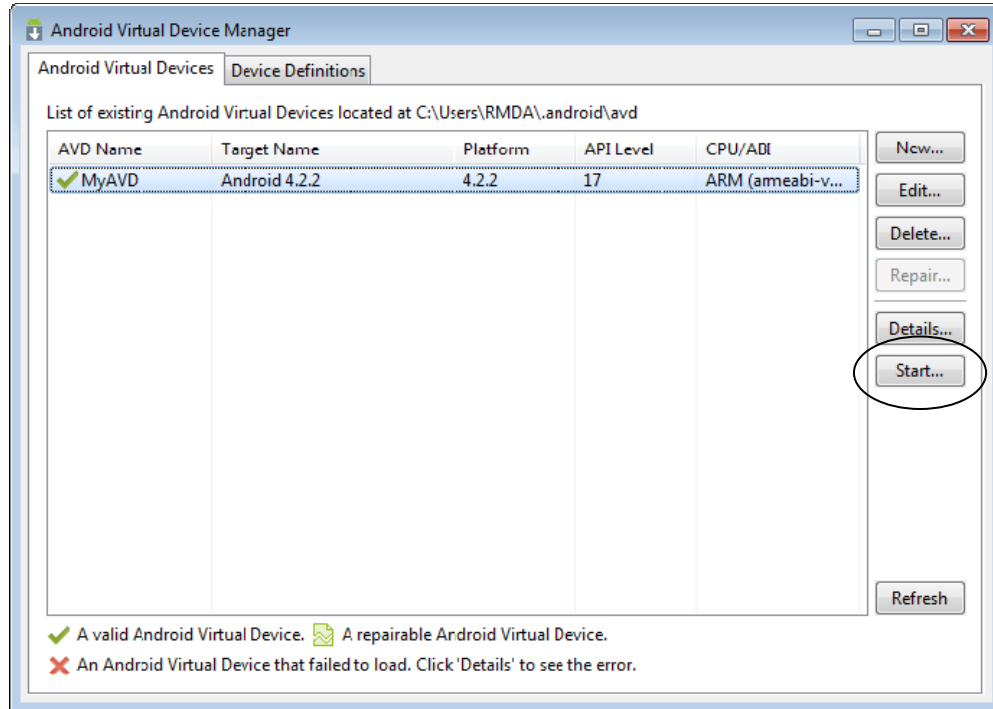 Android Virtual Device Manager
Android Virtual Devices
Device Definitions
List of existing Android Virtual Devices located at C:\Users\RMDA\.android\avd
AVD Name Target Name Platform API Level CPU/ABI
MyAVD Android 4.2.2 4.2.2 17 ARM (armeabi-v...
New...
Edit...
Delete...
Repair...
Details...
Start...
Refresh
A valid Android Virtual Device. A repairable Android Virtual Device.
An Android Virtual Device that failed to load. Click 'Details' to see the error.